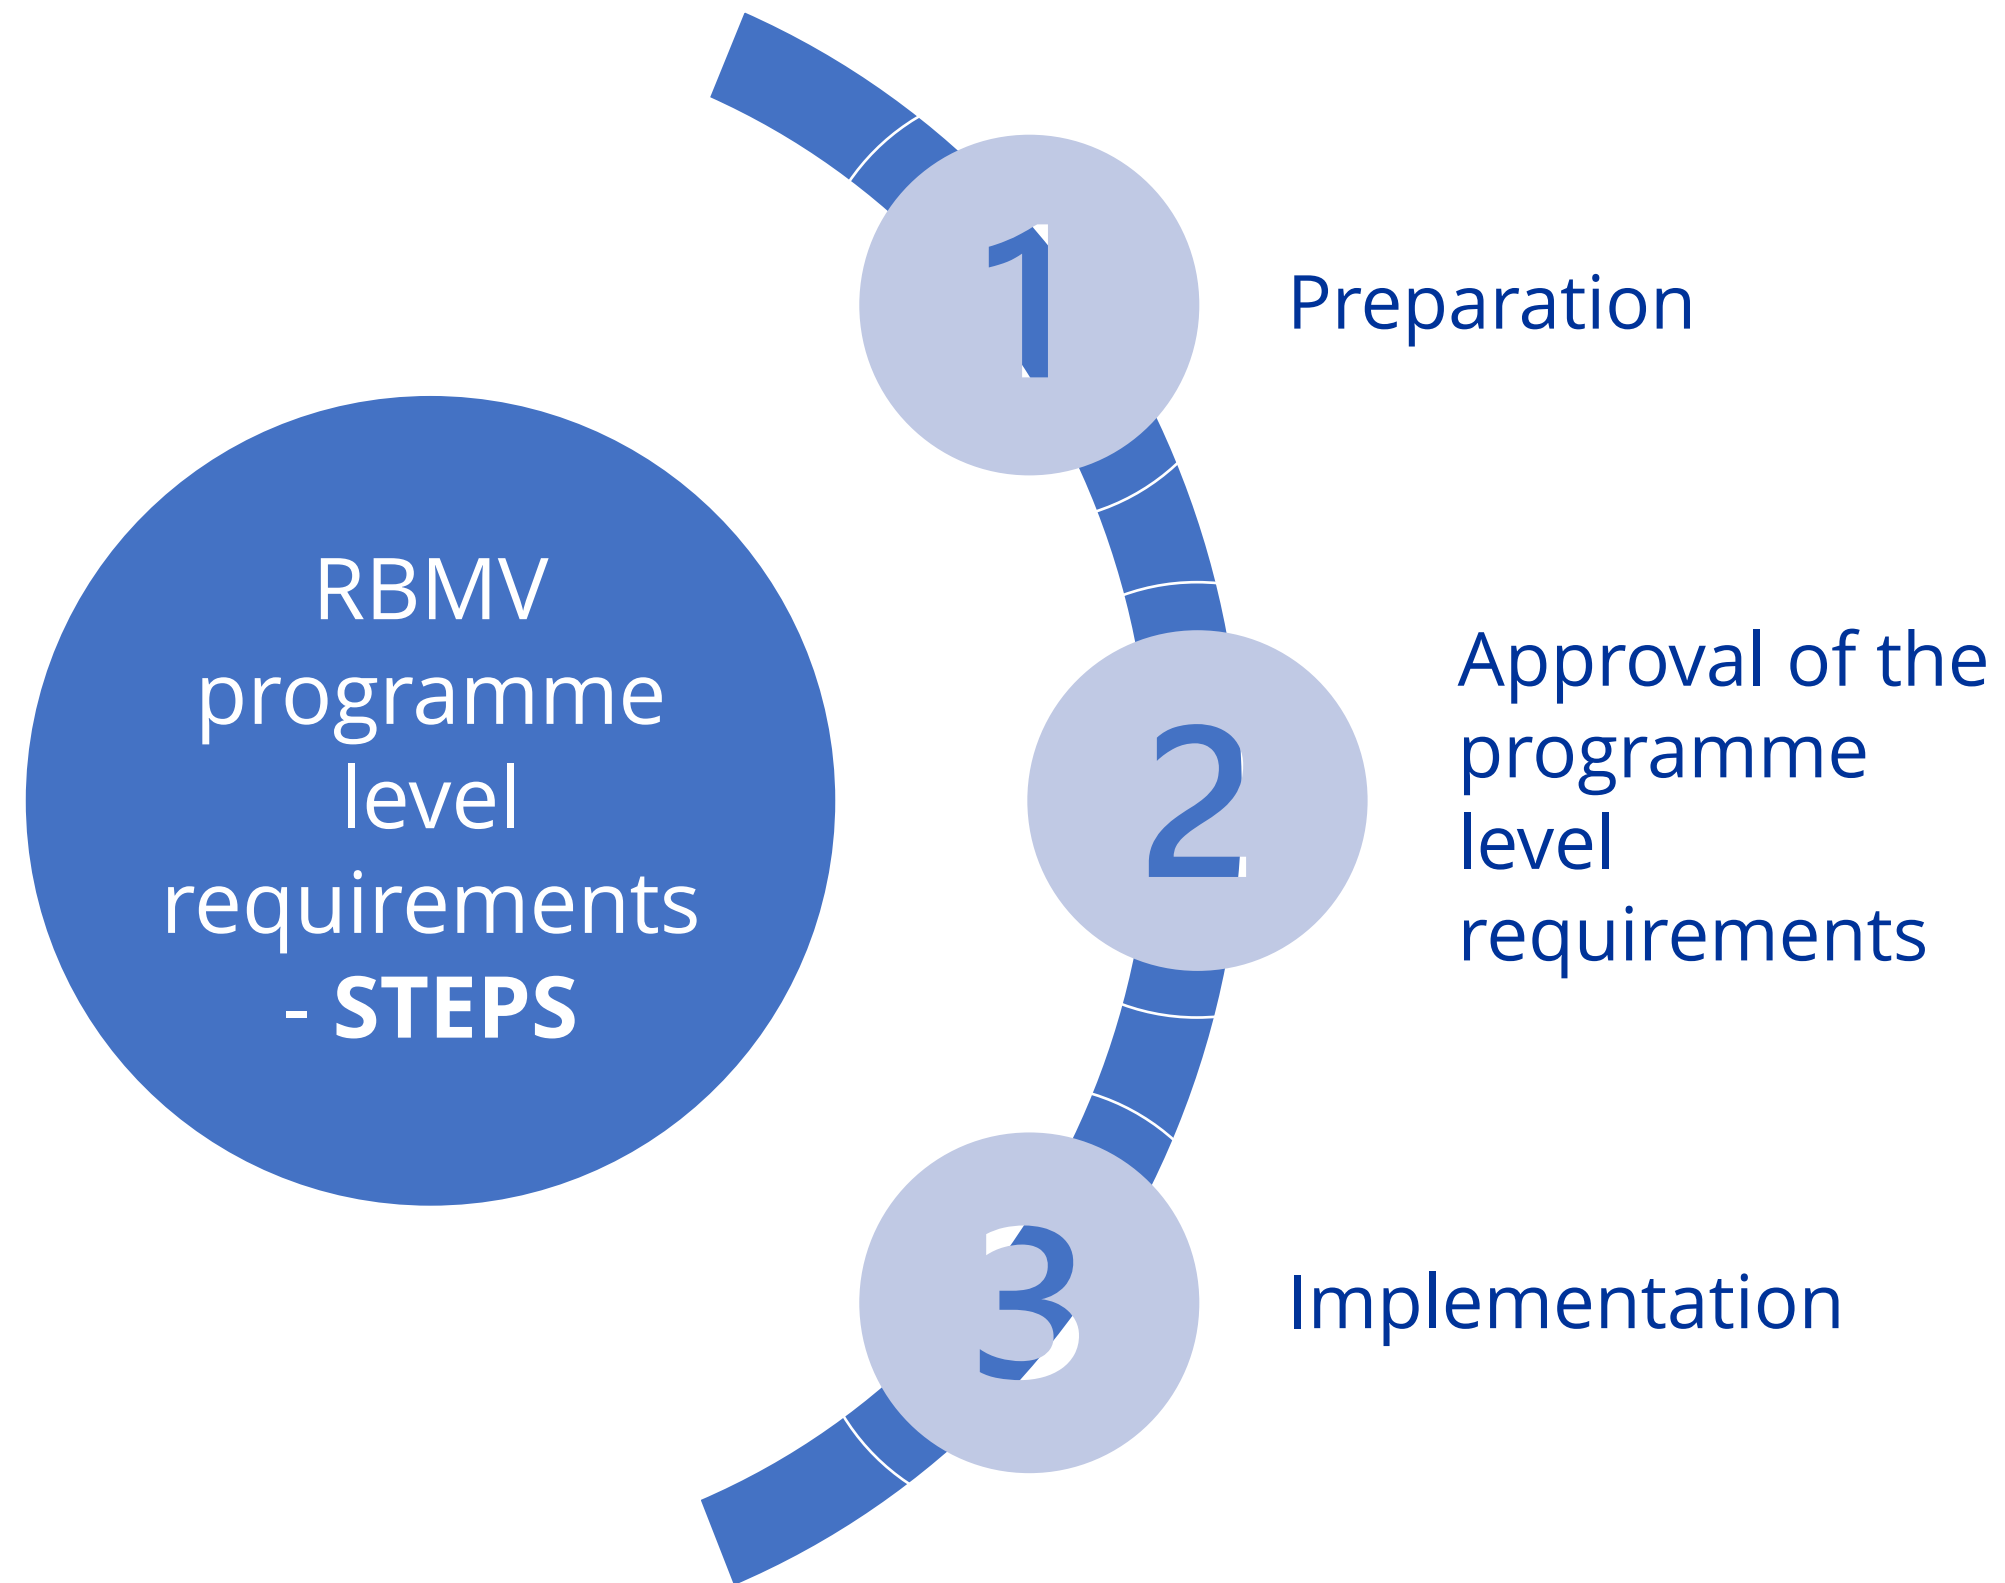 RBMV
programme
level
requirements
- STEPS
1
Preparation
2
Approval of the
programme
level
requirements
3
Implementation